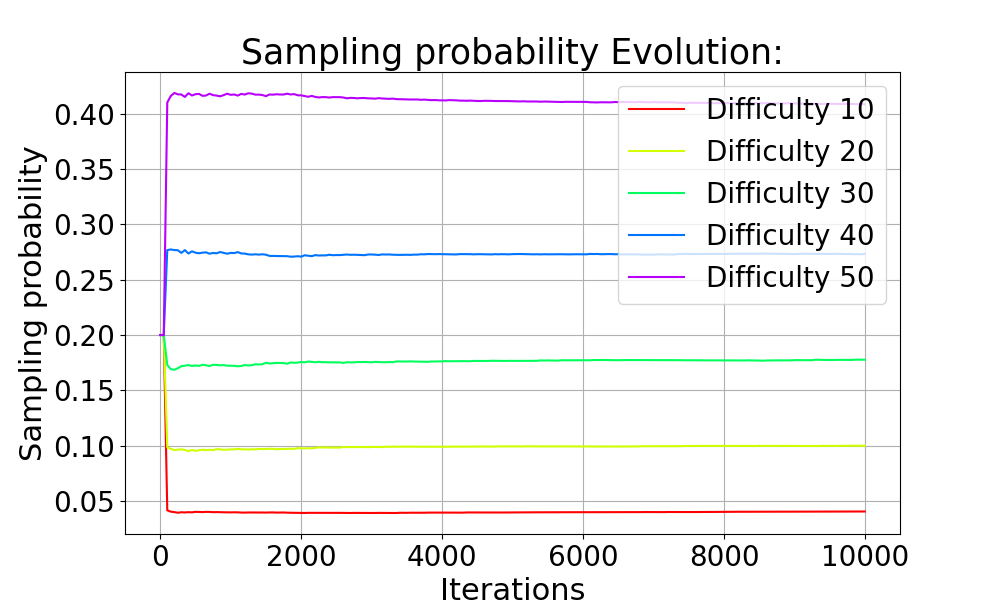 Sampling probability Evolution:
Sampling probability
0.40
0.35
0.30
0.25
0.20
0.15
0.10
0.05
Difficulty 10
Difficulty 20
Difficulty 30
Difficulty 40
Difficulty 50
0 2000 4000 6000 8000 10000
Iterations